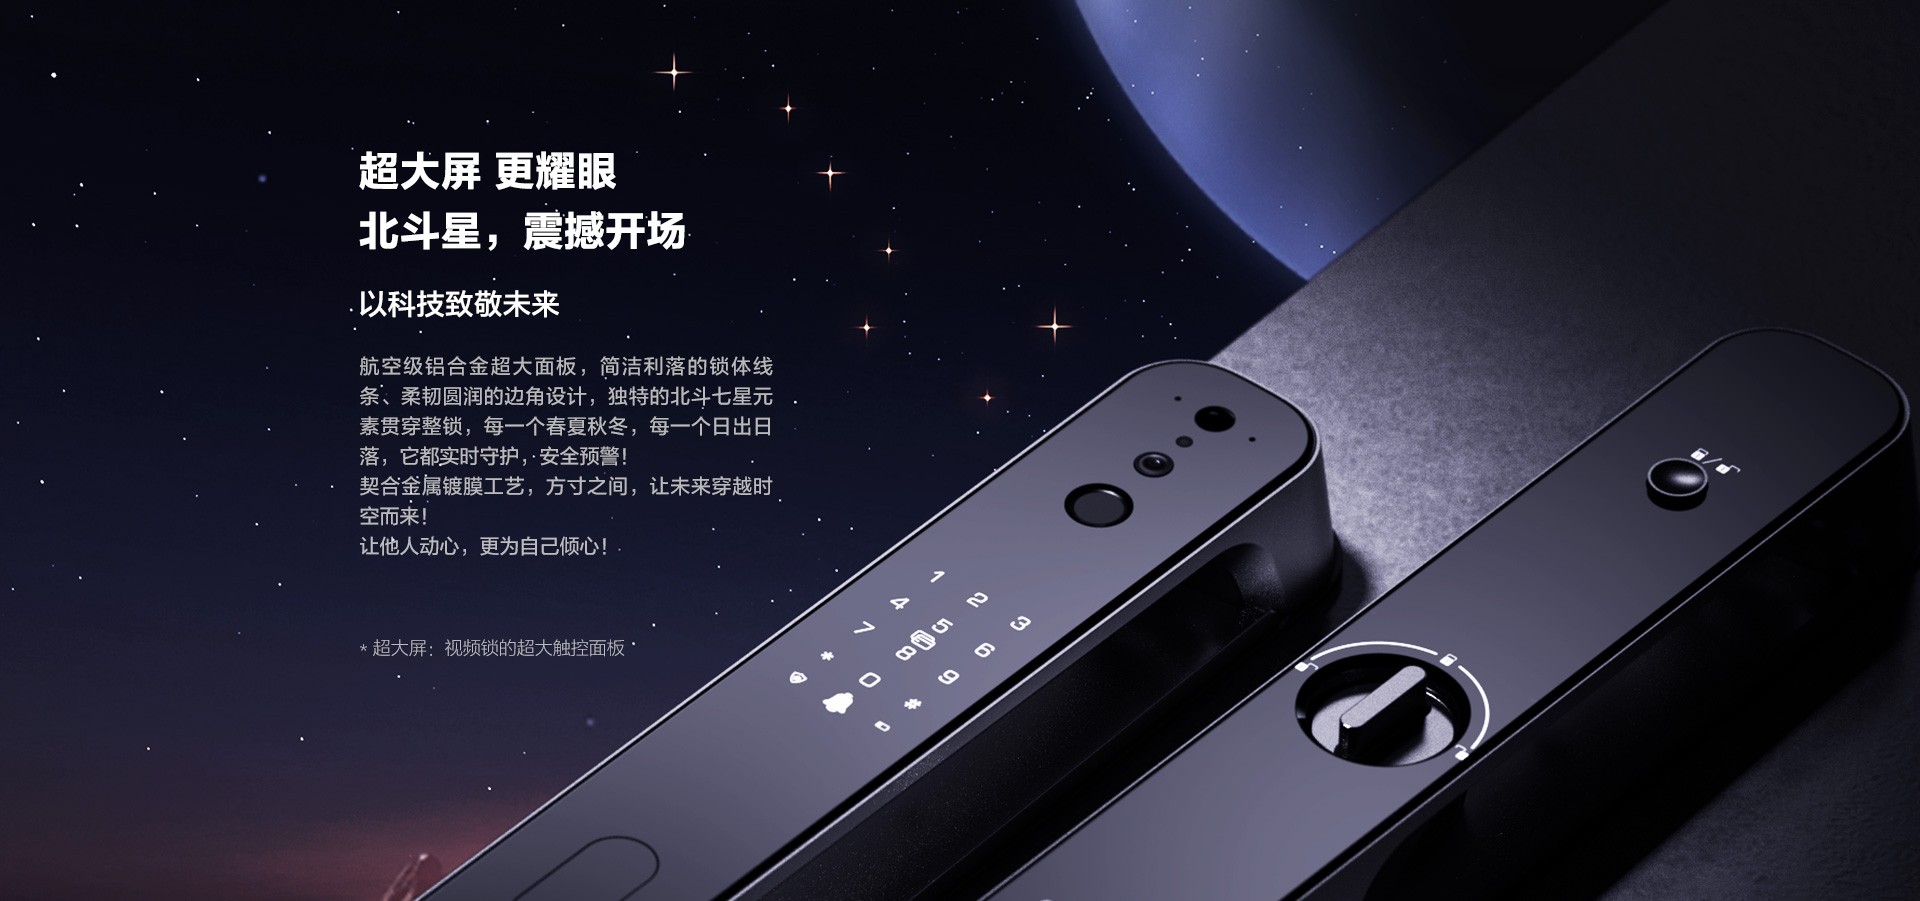 超大屏 更耀眼
北斗星，震撼开场
以科技致敬未来
航空级铝合金超大面板，简洁利落的锁体线
条、柔韧圆润的边角设计，独特的北斗七星元
素贯穿整锁，每一个春夏秋冬，每一个日出日
落，它都实时守护，安全预警！
契合金属镀膜工艺，方寸之间，让未来穿越时
空而来！
让他人动心，更为自己倾心！
* 超大屏：视频锁的超大触控面板
1 2 3
4 5 6
7 8 9
* 0 *